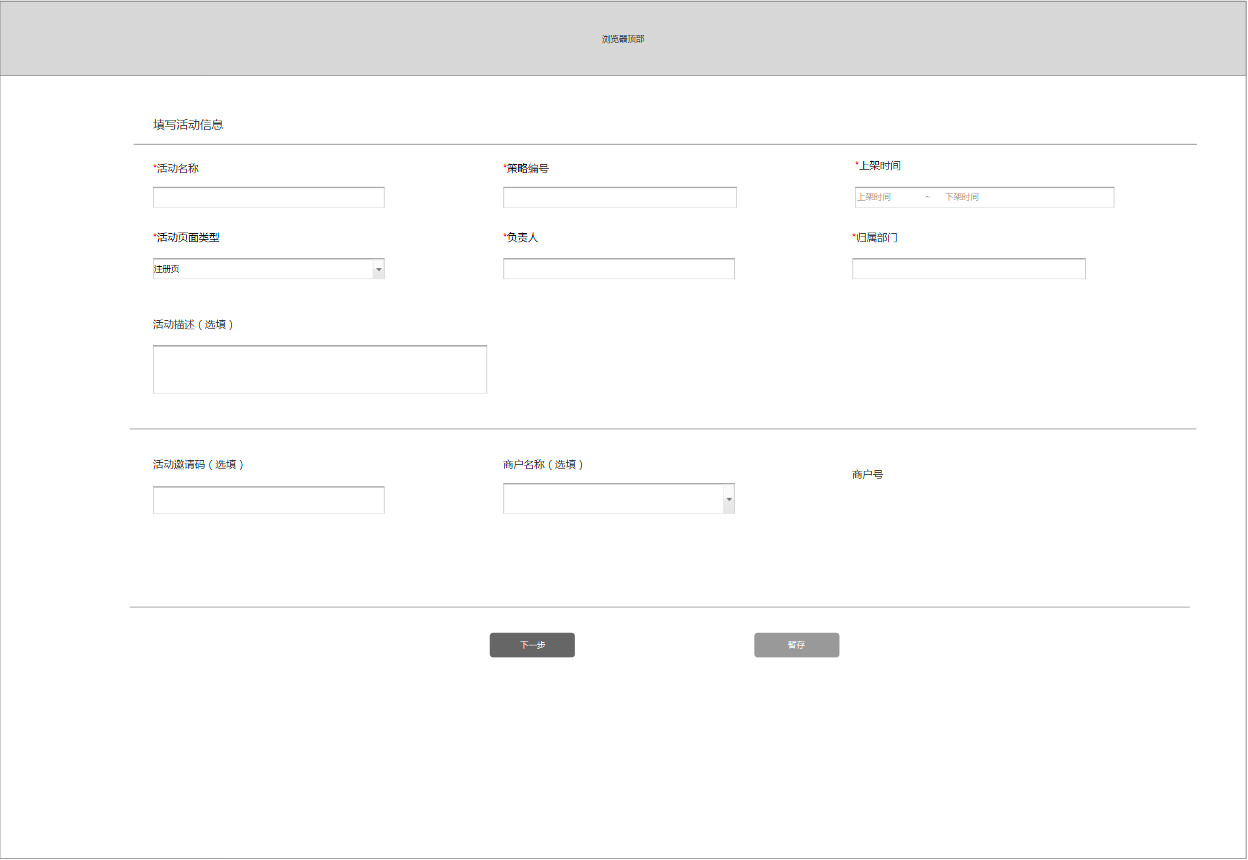 浏览器顶部
填写活动信息
*活动名称
*策略编号
*上架时间
上架时间 ~ 下架时间
*活动页面类型
*负责人
*归属部门
注册页
活动描述（选填）
活动邀请码（选填）
商户名称（选填）
商户号
下一步
暂存